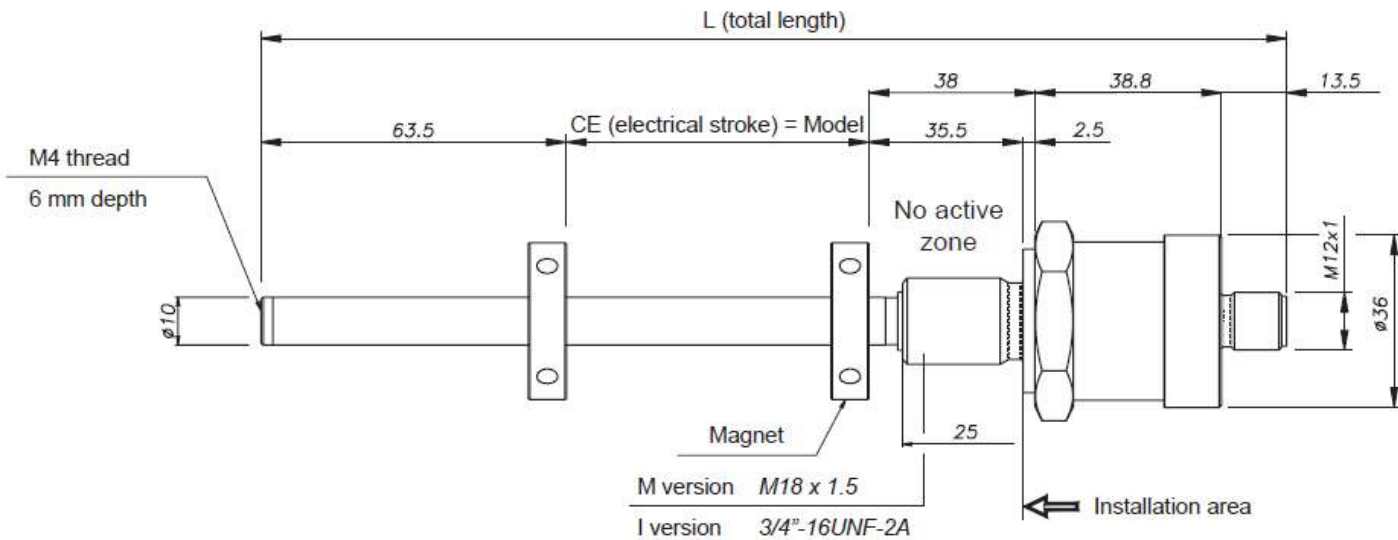 L (total length)
38
38.8
13.5
63.5
CE (electrical stroke) = Model
35.5
2.5
M4 thread
6 mm depth
No active
zone
M12x1
ø10
ø36
Magnet
25
M version M18 x 1.5
I version 3/4”-16UNF-2A
Installation area